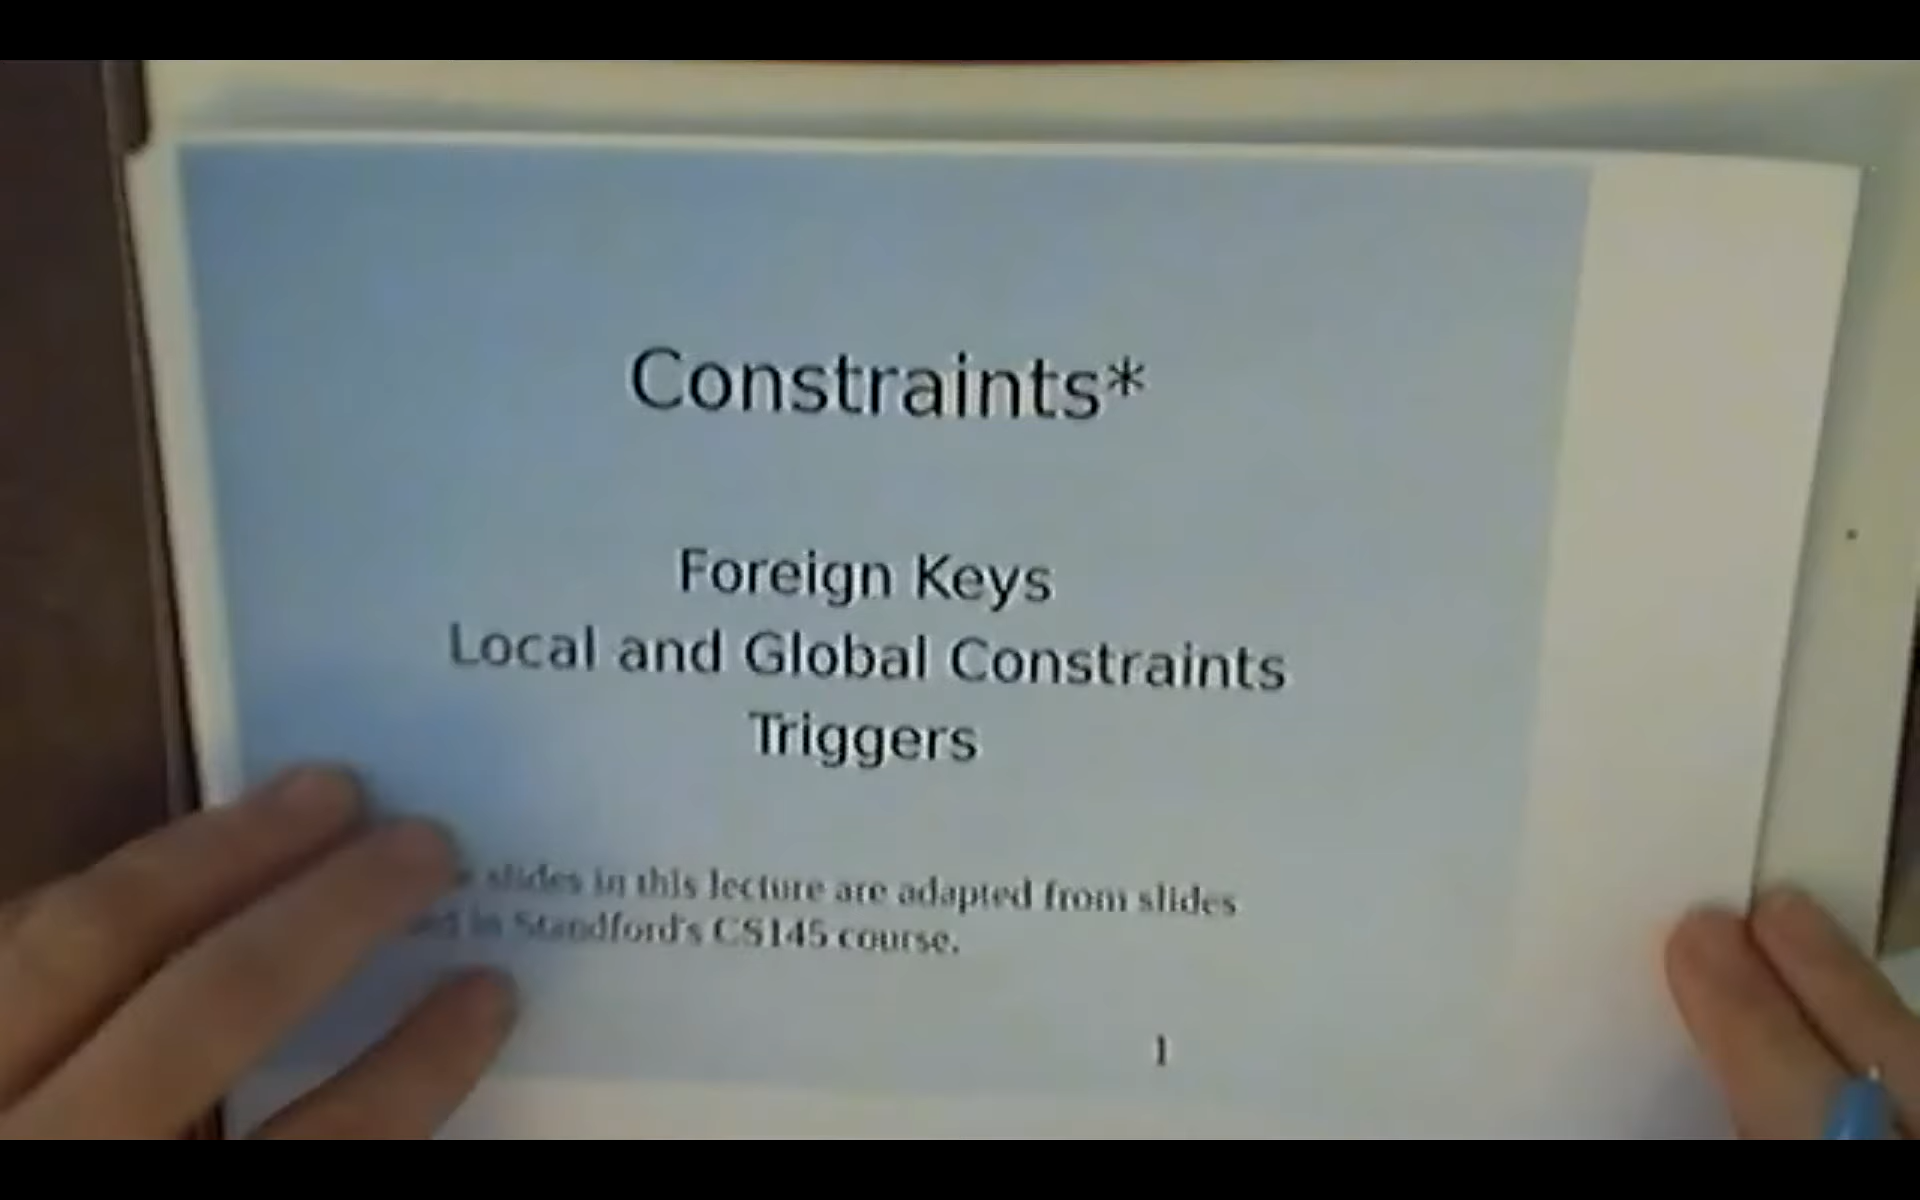 Constraints*
Foreign Keys
Local and Global Constraints
Triggers
slides in this lecture are adapted from slides
in Standford's CS145 course.
1